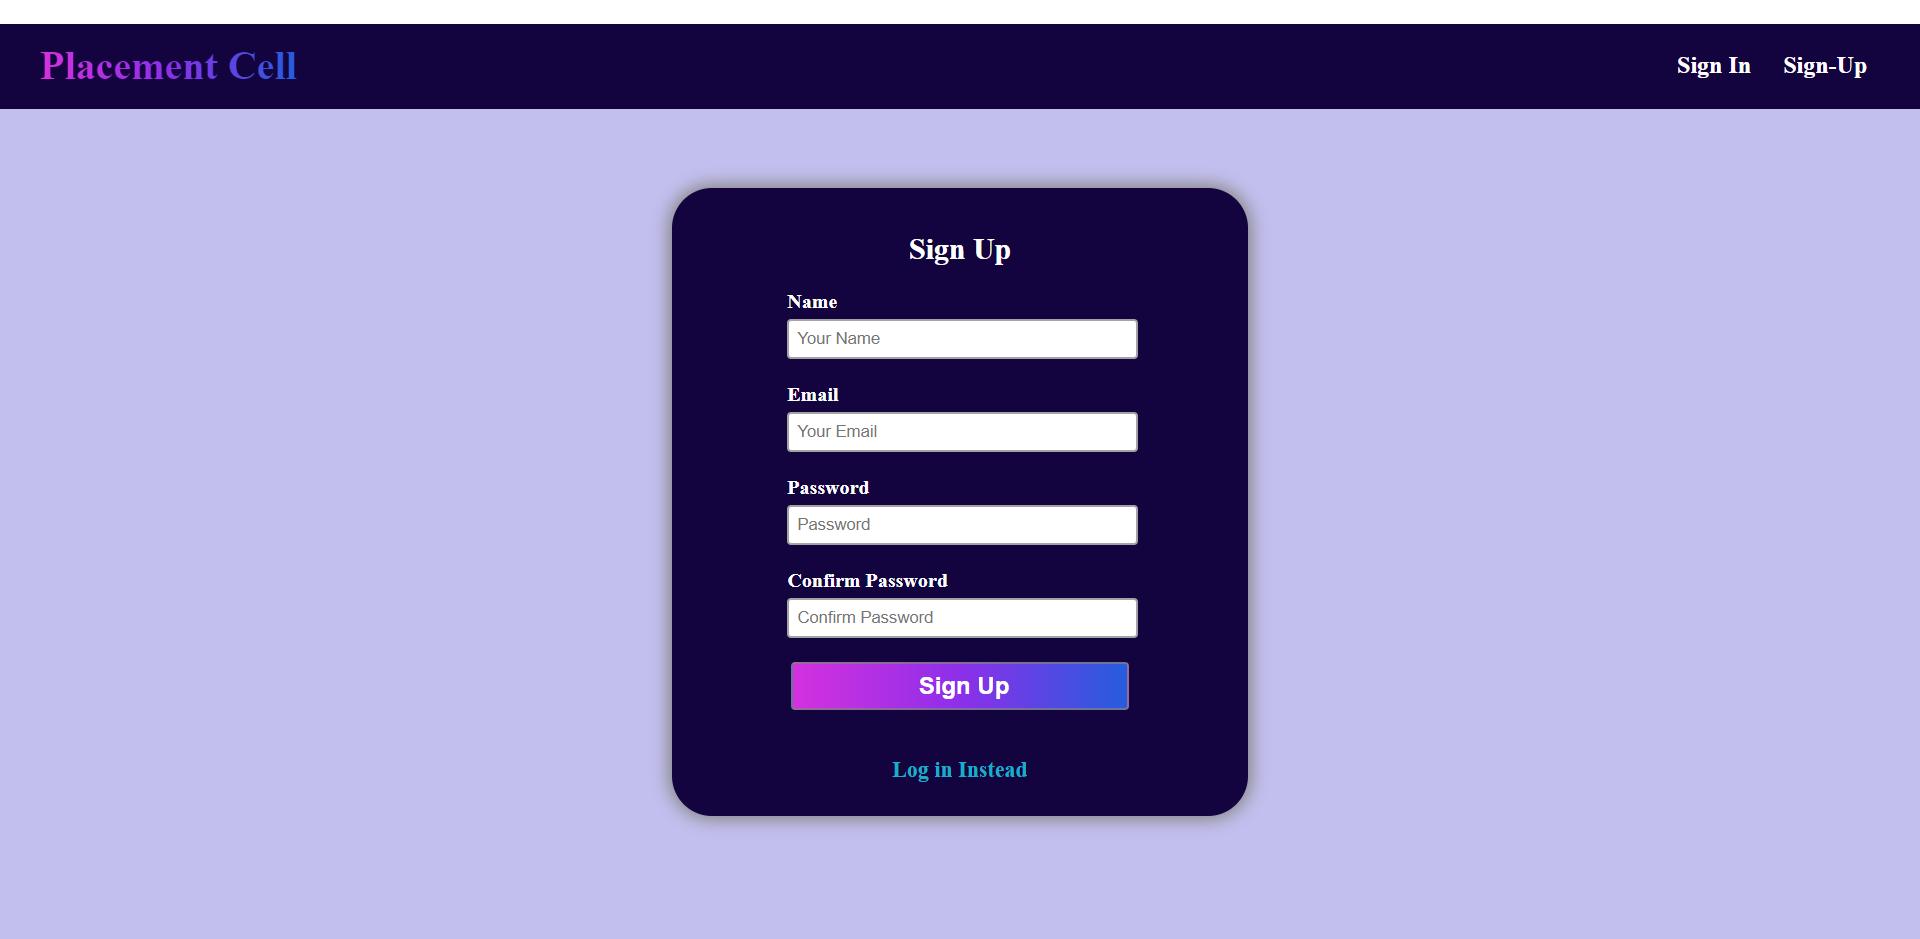 Placement Cell
Sign In
Sign-Up
Sign Up
Name
Your Name
Email
Your Email
Password
Password
Confirm Password
Confirm Password
Sign Up
Log in Instead